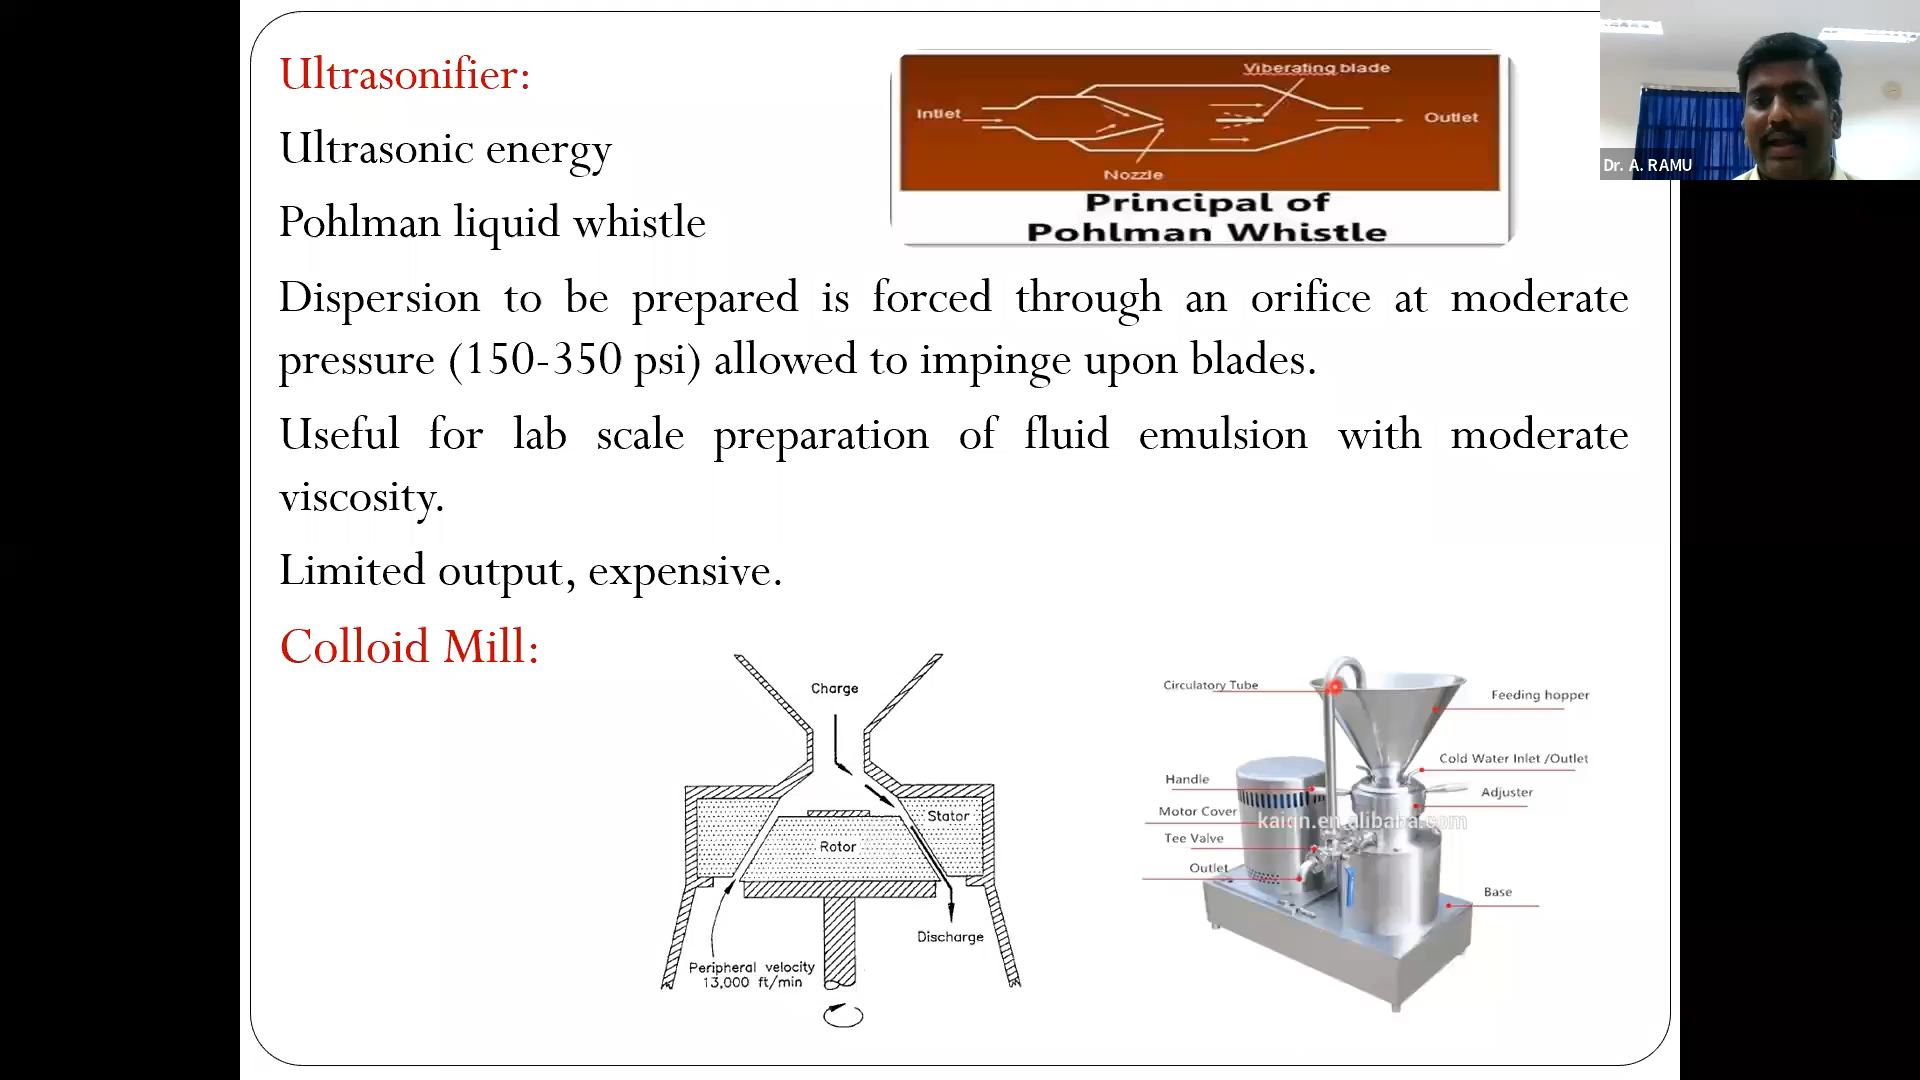 Ultrasonifier:
Ultrasonic energy
Pohlman liquid whistle
Viberating blade
Intlet
Outlet
Nozzle
Principal of
Pohlman Whistle
Dr. A. RAMU
Dispersion to be prepared is forced through an orifice at moderate
pressure (150-350 psi) allowed to impinge upon blades.
Useful for lab scale preparation of fluid emulsion with moderate
viscosity.
Limited output, expensive.
Colloid Mill:
Charge
Stator
Rotor
Discharge
Peripheral velocity
13,000 ft/min
Circulatory Tube
Feeding hopper
Cold Water Inlet /Outlet
Handle
Adjuster
Motor Cover
kaiqn.en.alibaba.com
Tee Valve
Outlet
Base